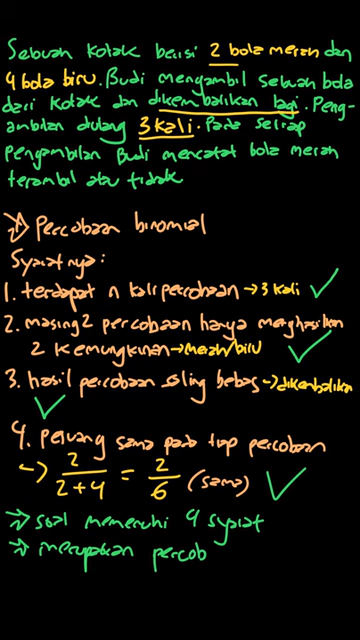 Sebuah kotak berisi 2 bola merah dan
4 bola biru. Budi mengambil sebuah bola
dari kotak dan dikembalikan lagi. Peng-
ambilan diulang 3 kali. Pada setiap
pengambilan Budi mencatat bola merah
terambil atau tidak
=> Percobaan binomial
Syaratnya:
1. terdapat n kali percobaan → 3 kali ✓
2. masing2 percobaan hanya menghasilkan
2 kemungkinan → merah/biru ✓
3. hasil percobaan saling bebas → dikembalikan
✓
4. peluang sama pada tiap percobaan
→ 2/(2+4) = 2/6 (sama) ✓
=> soal memenuhi 4 syarat
=> merupakan percob